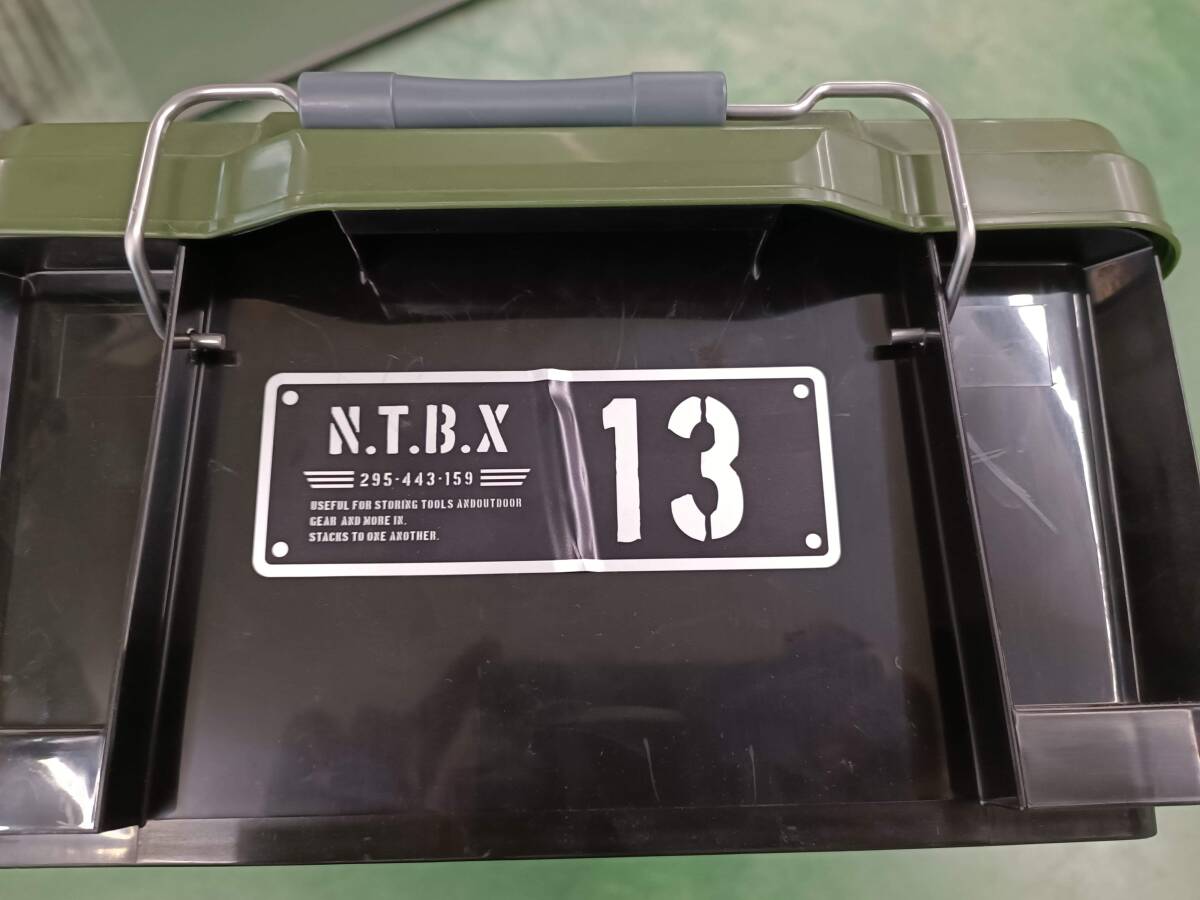 N.T.B.X
295-443-159
USEFUL FOR STORING TOOLS ANDOUTDOOR
GEAR AND MORE IN.
STACKS TO ONE ANOTHER.
13